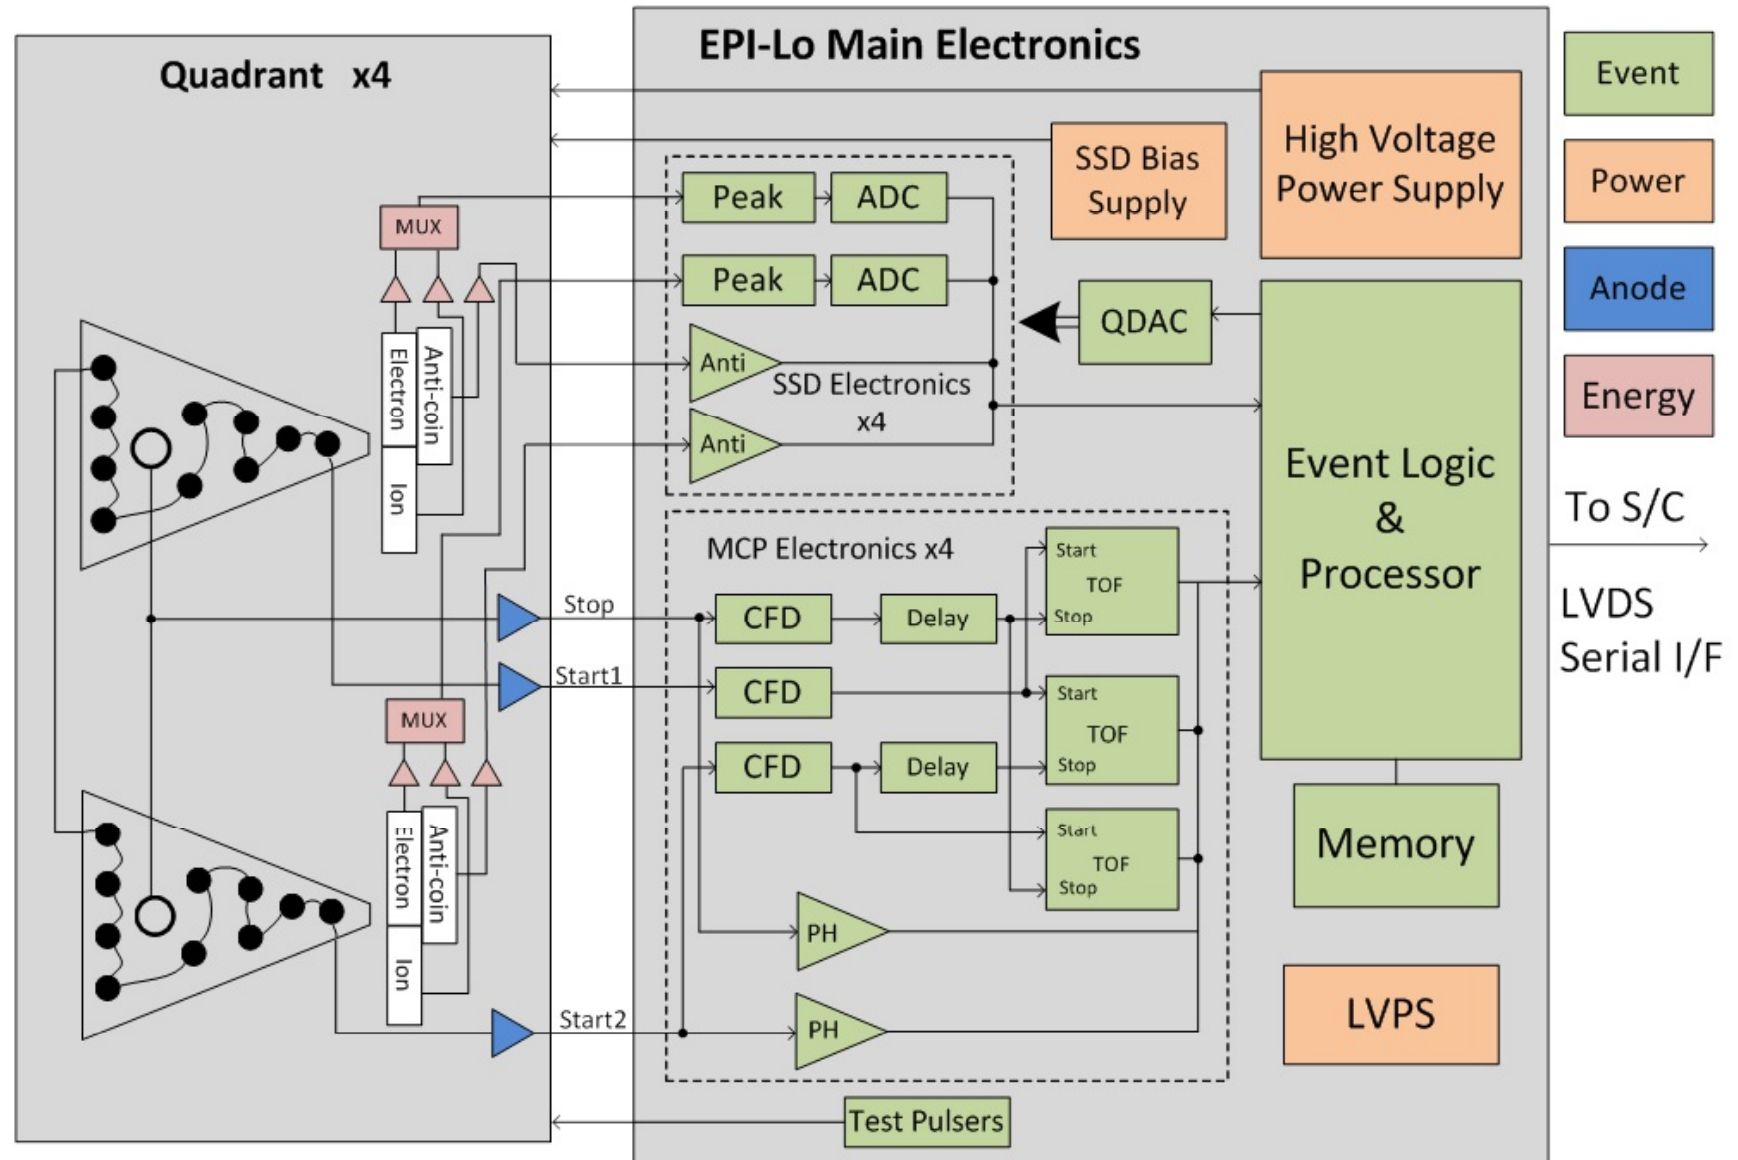 Quadrant x4
MUX
Electron
Anti-coin
Ion
MUX
Electron
Anti-coin
Ion
Stop
Start1
Start2
EPI-Lo Main Electronics
High Voltage
Power Supply
SSD Bias
Supply
Peak
ADC
Peak
ADC
Anti
SSD Electronics
x4
Anti
QDAC
Event Logic
&
Processor
MCP Electronics x4
CFD
Delay
Start
TOF
Stop
CFD
Start
TOF
Stop
CFD
Delay
Start
TOF
Stop
PH
PH
Memory
LVPS
Test Pulsers
Event
Power
Anode
Energy
To S/C
LVDS
Serial I/F